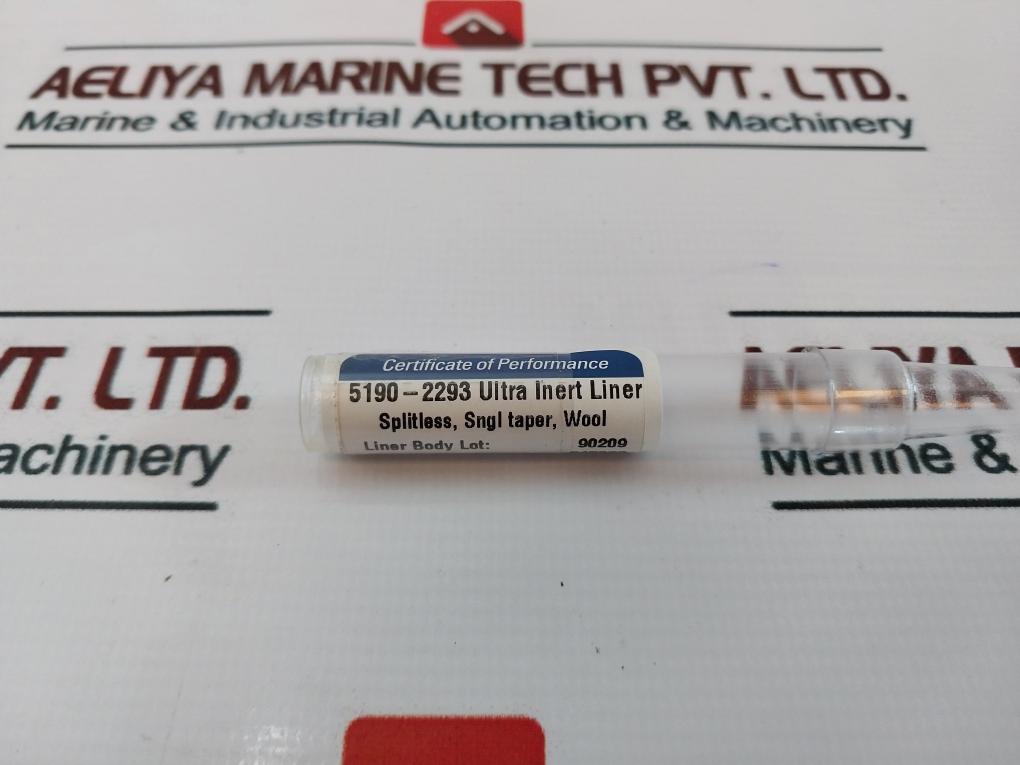 AELIYA MARINE TECH PVT. LTD.
Marine & Industrial Automation & Machinery
VT. LTD.
achinery
Certificate of Performance
5190-2293 Ultra Inert Liner
Splitless, Sngl taper, Wool
Liner Body Lot: 90209
Marine &